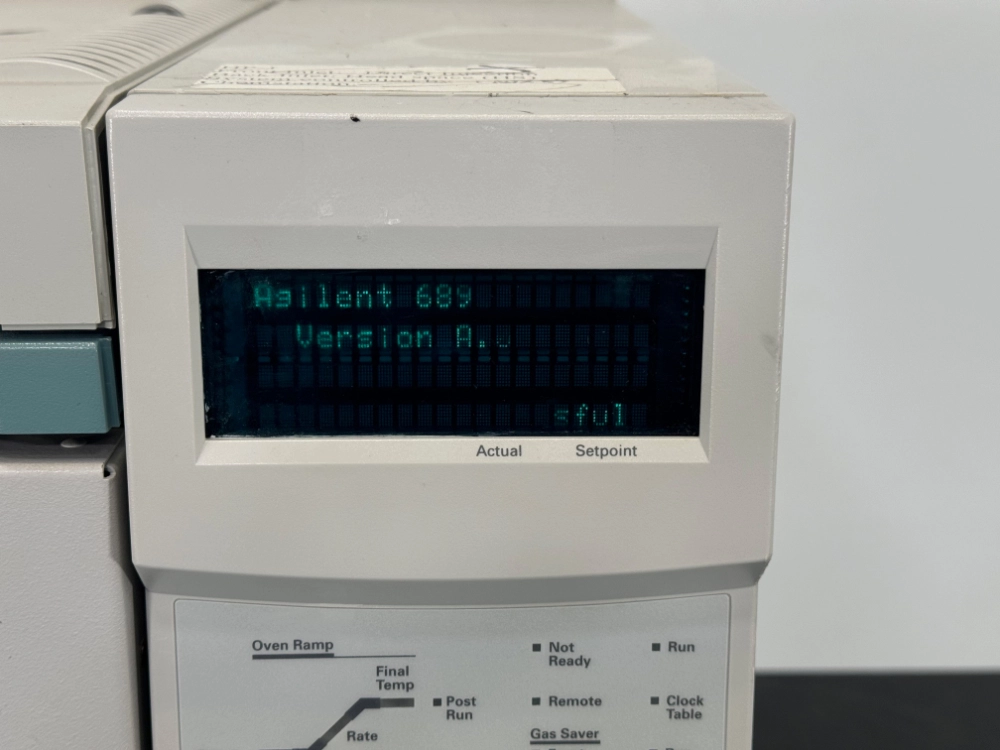 Agilent 689
Version A.
sful
Actual Setpoint
Oven Ramp
Final
Temp
Rate
Post
Run
Not
Ready
Remote
Gas Saver
Run
Clock
Table